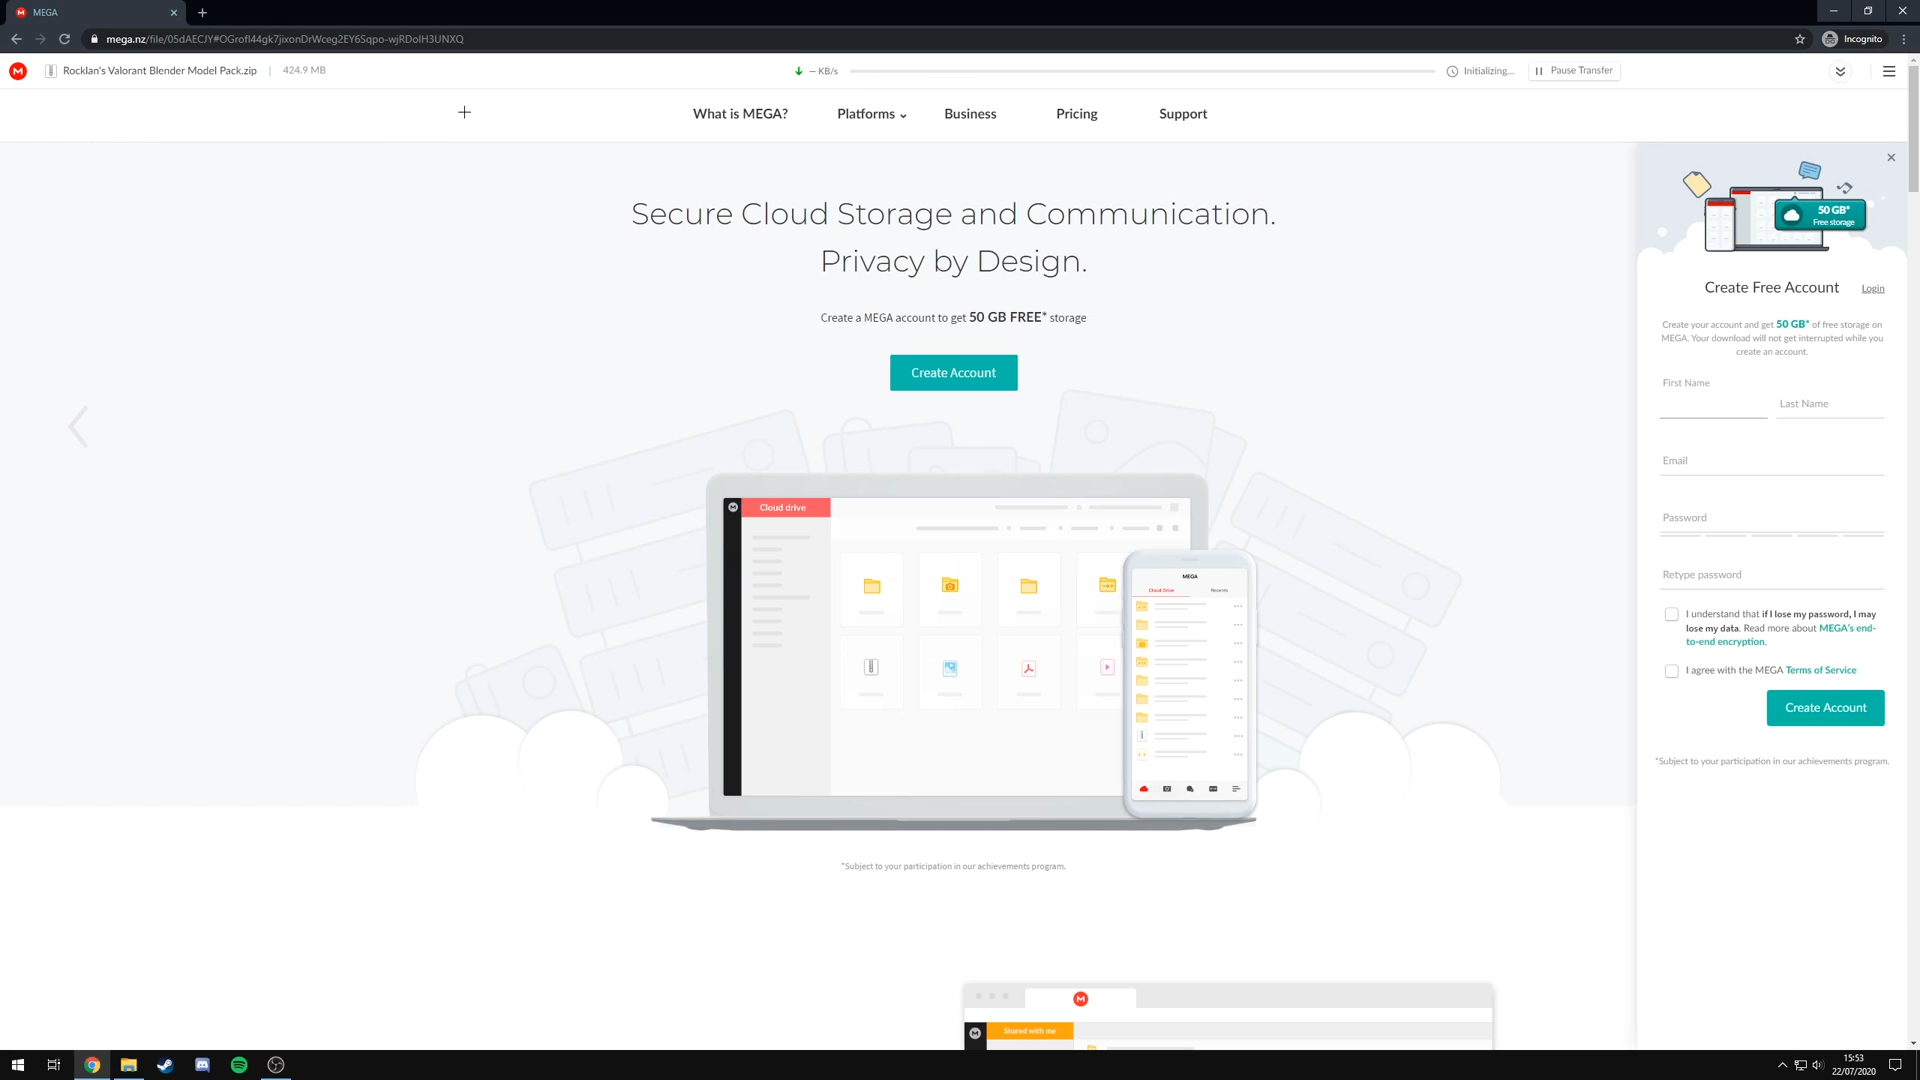 MEGA
mega.nz/file/05dAECJY#OGrofl44gk7jixonDrWceg2EY6Sqpo-wjRDolH3UNXQ
Incognito
Rocklan's Valorant Blender Model Pack.zip
424.9 MB
– KB/s
Initializing...
Pause Transfer
What is MEGA?
Platforms
Business
Pricing
Support
Secure Cloud Storage and Communication.
Privacy by Design.
Create a MEGA account to get 50 GB FREE* storage
Create Account
Cloud drive
MEGA
Cloud Drive
Recents
*Subject to your participation in our achievements program.
Shared with me
50 GB*
Free storage
Create Free Account
Login
Create your account and get 50 GB* of free storage on
MEGA. Your download will not get interrupted while you
create an account.
First Name
Last Name
Email
Password
Retype password
I understand that if I lose my password, I may
lose my data. Read more about MEGA's end-
to-end encryption.
I agree with the MEGA Terms of Service
Create Account
*Subject to your participation in our achievements program.
15:53
22/07/2020